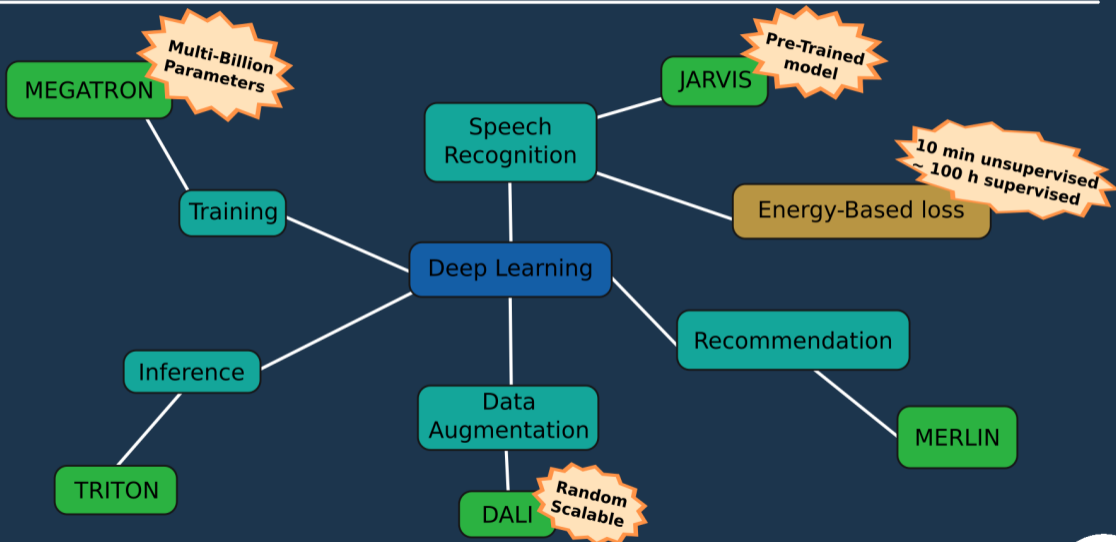 Multi-Billion
Parameters
MEGATRON
Pre-Trained
model
JARVIS
Speech
Recognition
10 min unsupervised
~ 100 h supervised
Energy-Based loss
Training
Deep Learning
Recommendation
Inference
Data
Augmentation
MERLIN
TRITON
DALI
Random
Scalable